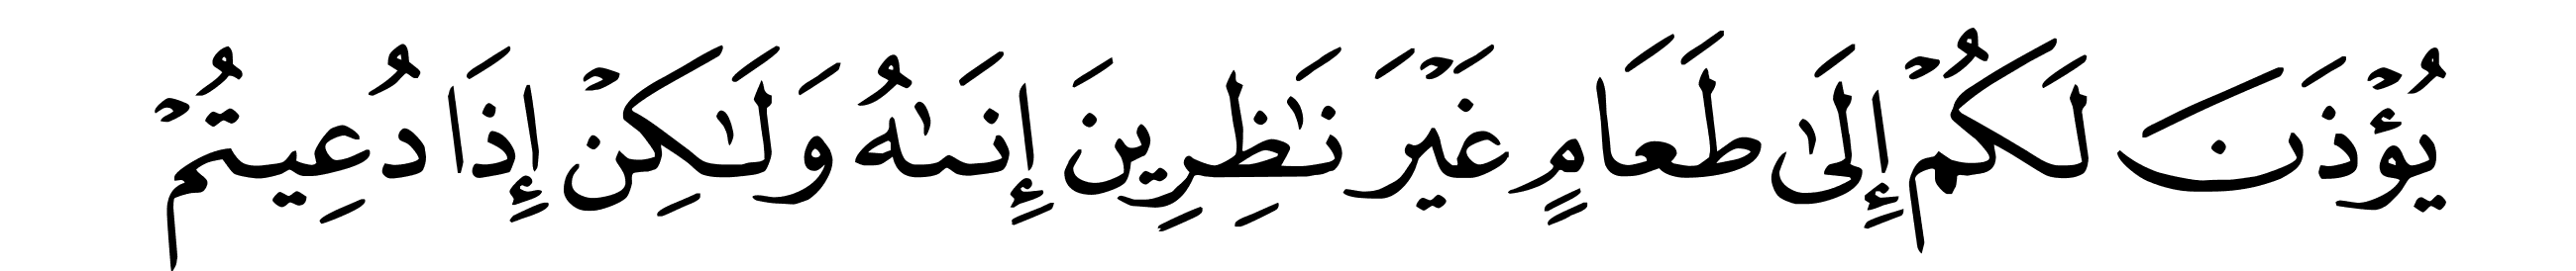 يُؤْذَنَ لَكُمْ إِلَىٰ طَعَامٍ غَيْرَ نَٰظِرِينَ إِنَىٰهُ وَلَٰكِنْ إِذَا دُعِيتُمْ